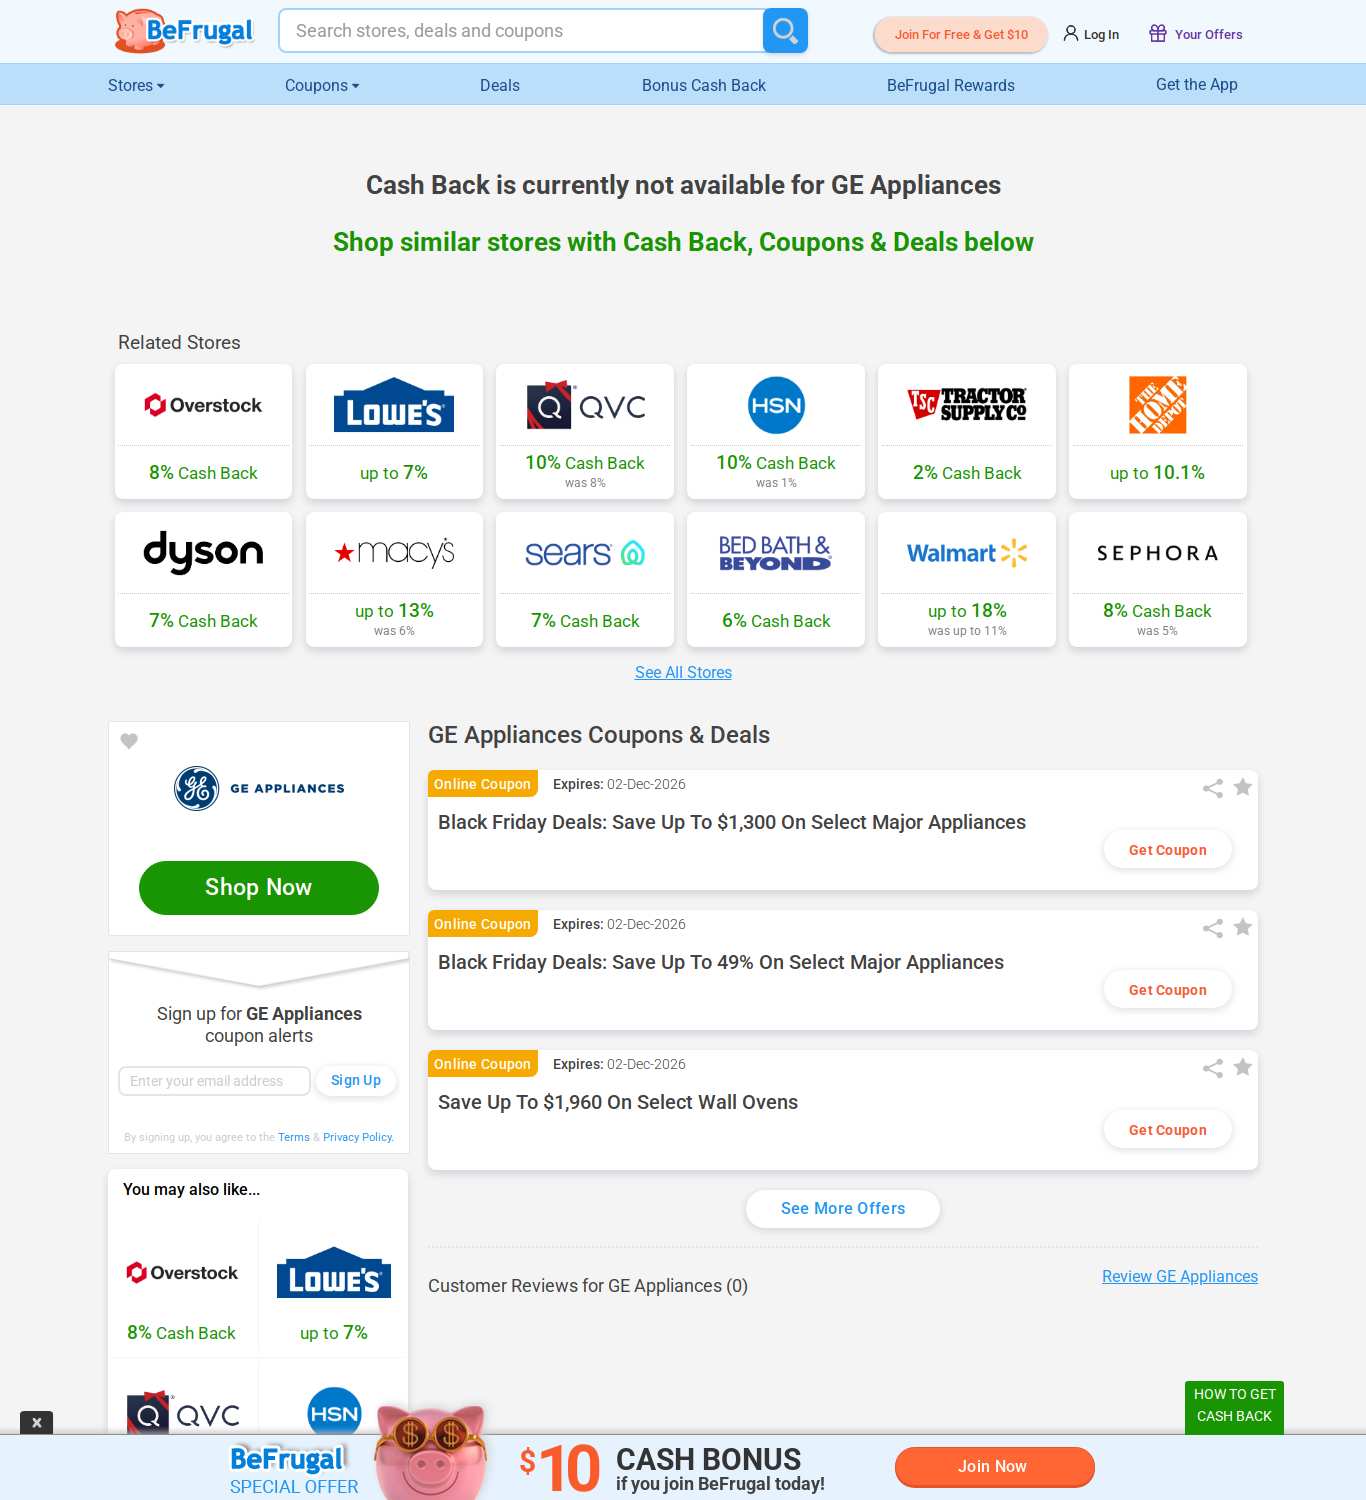 BeFrugal
Search stores, deals and coupons
Join For Free & Get $10
Log In
Your Offers
Stores
Coupons
Deals
Bonus Cash Back
BeFrugal Rewards
Get the App
Cash Back is currently not available for GE Appliances
Shop similar stores with Cash Back, Coupons & Deals below
Related Stores
Overstock
LOWE'S
Q QVC
HSN
TSC TRACTOR SUPPLY CO
THE HOME DEPOT
8% Cash Back
up to 7%
10% Cash Back
was 8%
10% Cash Back
was 1%
2% Cash Back
up to 10.1%
dyson
macy's
sears
BED BATH & BEYOND
Walmart
SEPHORA
7% Cash Back
up to 13%
was 6%
7% Cash Back
6% Cash Back
up to 18%
was up to 11%
8% Cash Back
was 5%
See All Stores
GE APPLIANCES
Shop Now
Sign up for GE Appliances
coupon alerts
Enter your email address
Sign Up
By signing up, you agree to the Terms & Privacy Policy.
You may also like...
Overstock
LOWE'S
8% Cash Back
up to 7%
Q QVC
HSN
GE Appliances Coupons & Deals
Online Coupon
Expires: 02-Dec-2026
Black Friday Deals: Save Up To $1,300 On Select Major Appliances
Get Coupon
Online Coupon
Expires: 02-Dec-2026
Black Friday Deals: Save Up To 49% On Select Major Appliances
Get Coupon
Online Coupon
Expires: 02-Dec-2026
Save Up To $1,960 On Select Wall Ovens
Get Coupon
See More Offers
Customer Reviews for GE Appliances (0)
Review GE Appliances
HOW TO GET
CASH BACK
x
BeFrugal
SPECIAL OFFER
$ $
$10
CASH BONUS
if you join BeFrugal today!
Join Now